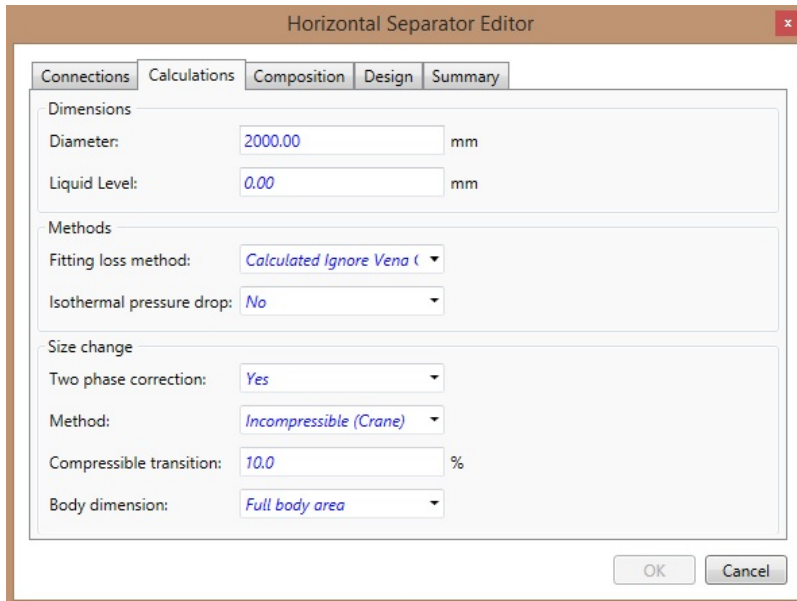 Horizontal Separator Editor
x
Connections Calculations Composition Design Summary
Dimensions
Diameter: 2000.00 mm
Liquid Level: 0.00 mm
Methods
Fitting loss method: Calculated Ignore Vena
Isothermal pressure drop: No
Size change
Two phase correction: Yes
Method: Incompressible (Crane)
Compressible transition: 10.0 %
Body dimension: Full body area
OK Cancel